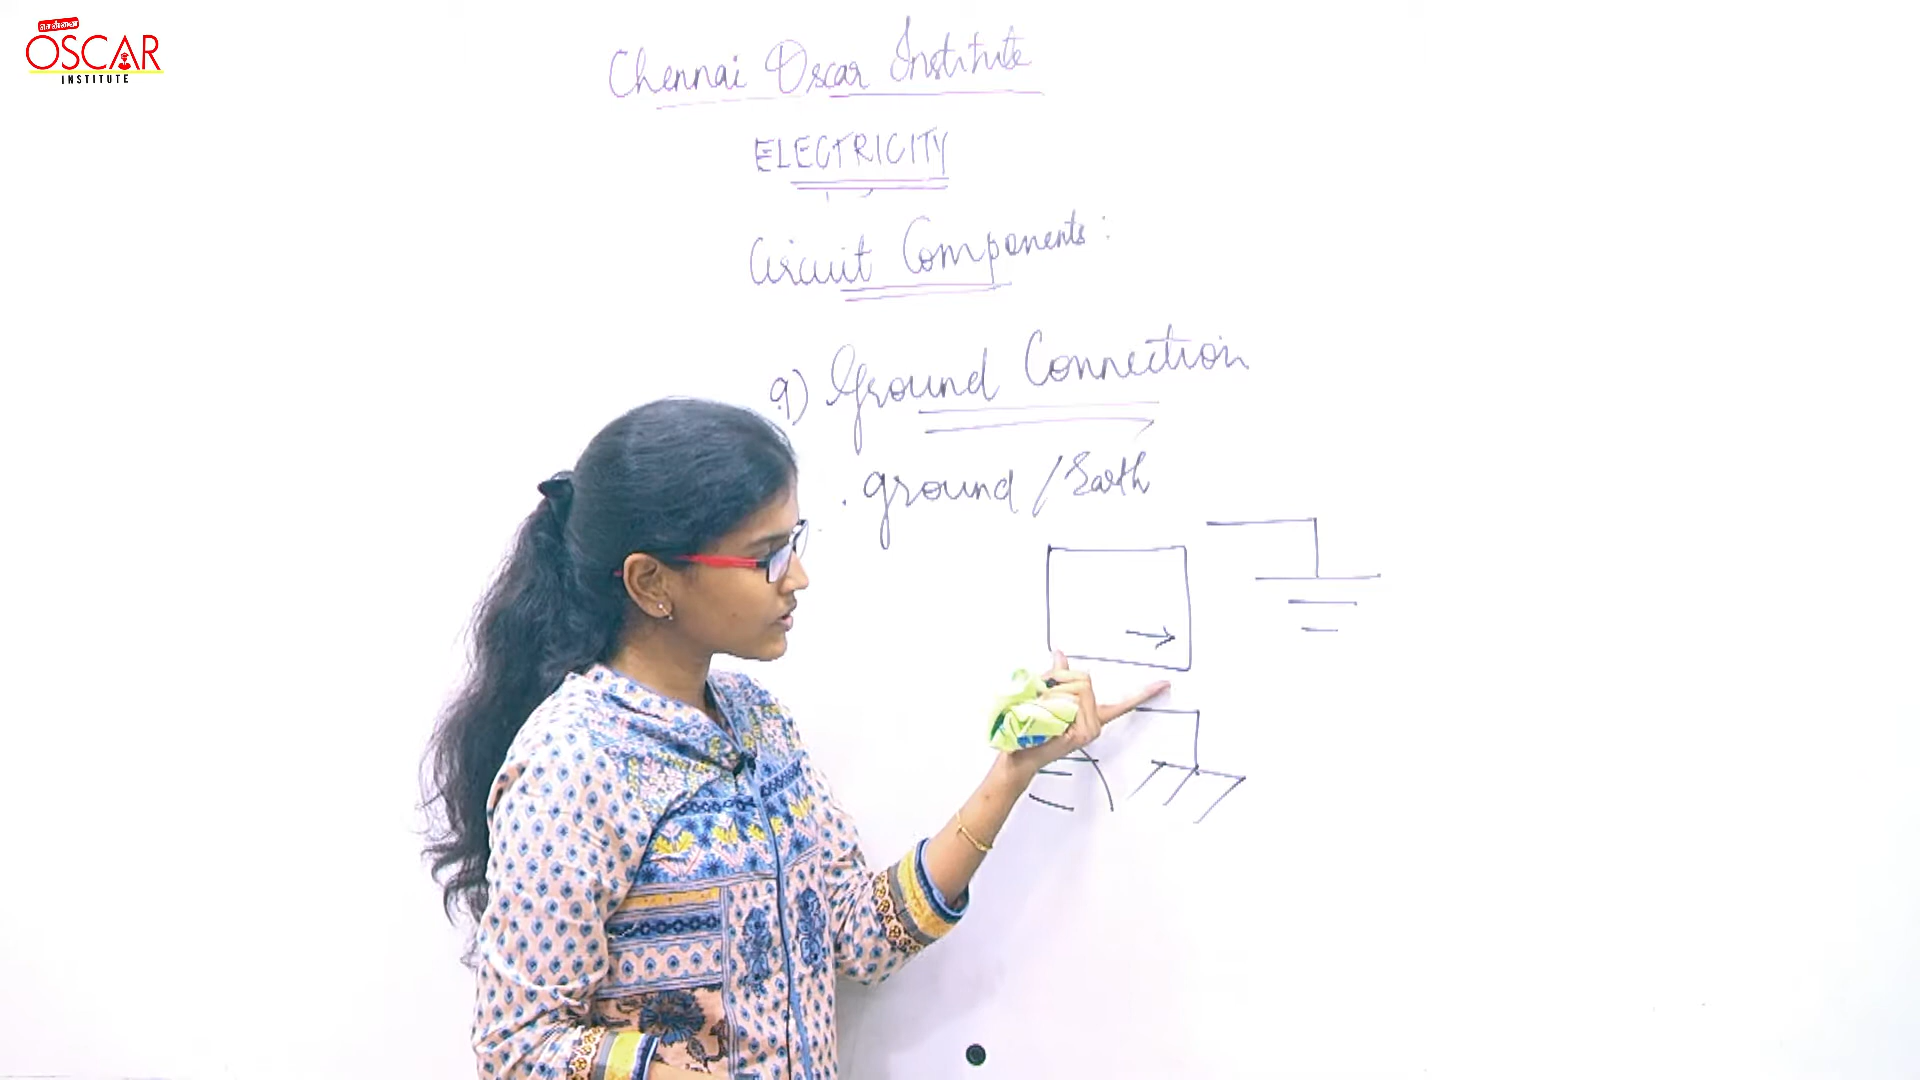 OSCAR
INSTITUTE
Chennai Oscar Institute
ELECTRICITY
Circuit Components:
9) Ground Connection
. ground / Earth